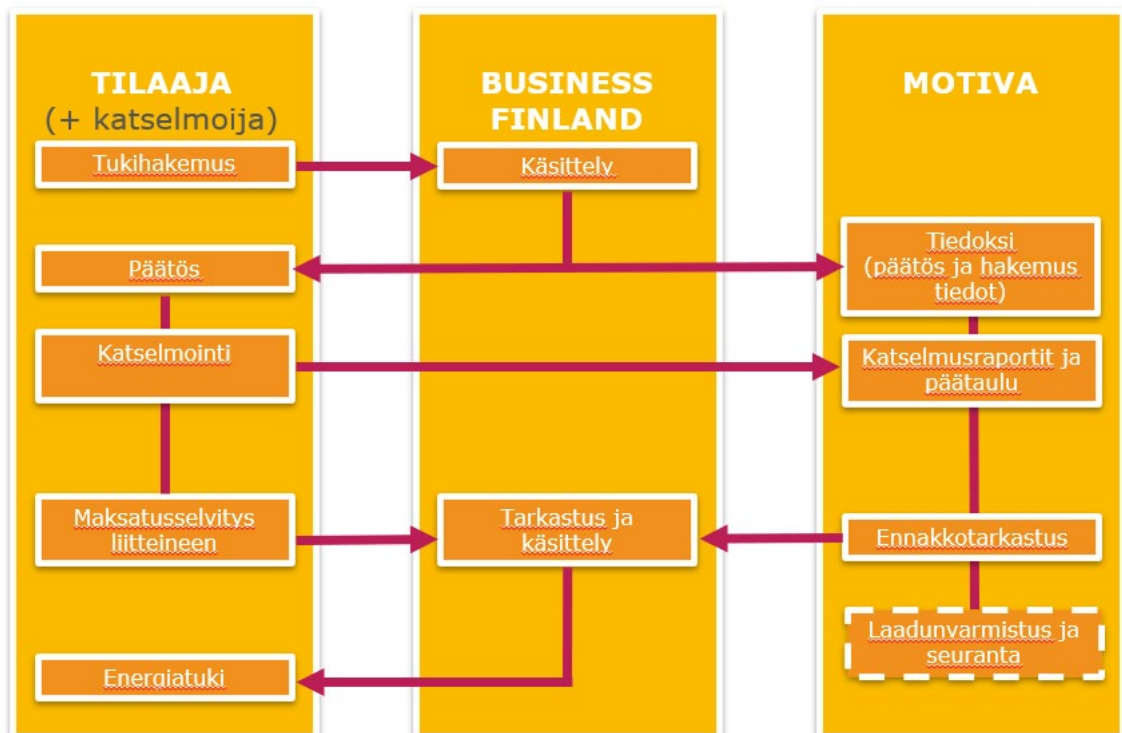 TILAAJA
(+ katselmoija)
Tukihakemus
Päätös
Katselmointi
Maksatusselvitys
liitteineen
Energiatuki
BUSINESS
FINLAND
Käsittely
Tarkastus ja
käsittely
MOTIVA
Tiedoksi
(päätös ja hakemus
tiedot)
Katselmusraportit ja
päätaulu
Ennakkotarkastus
Laadunvarmistus ja
seuranta